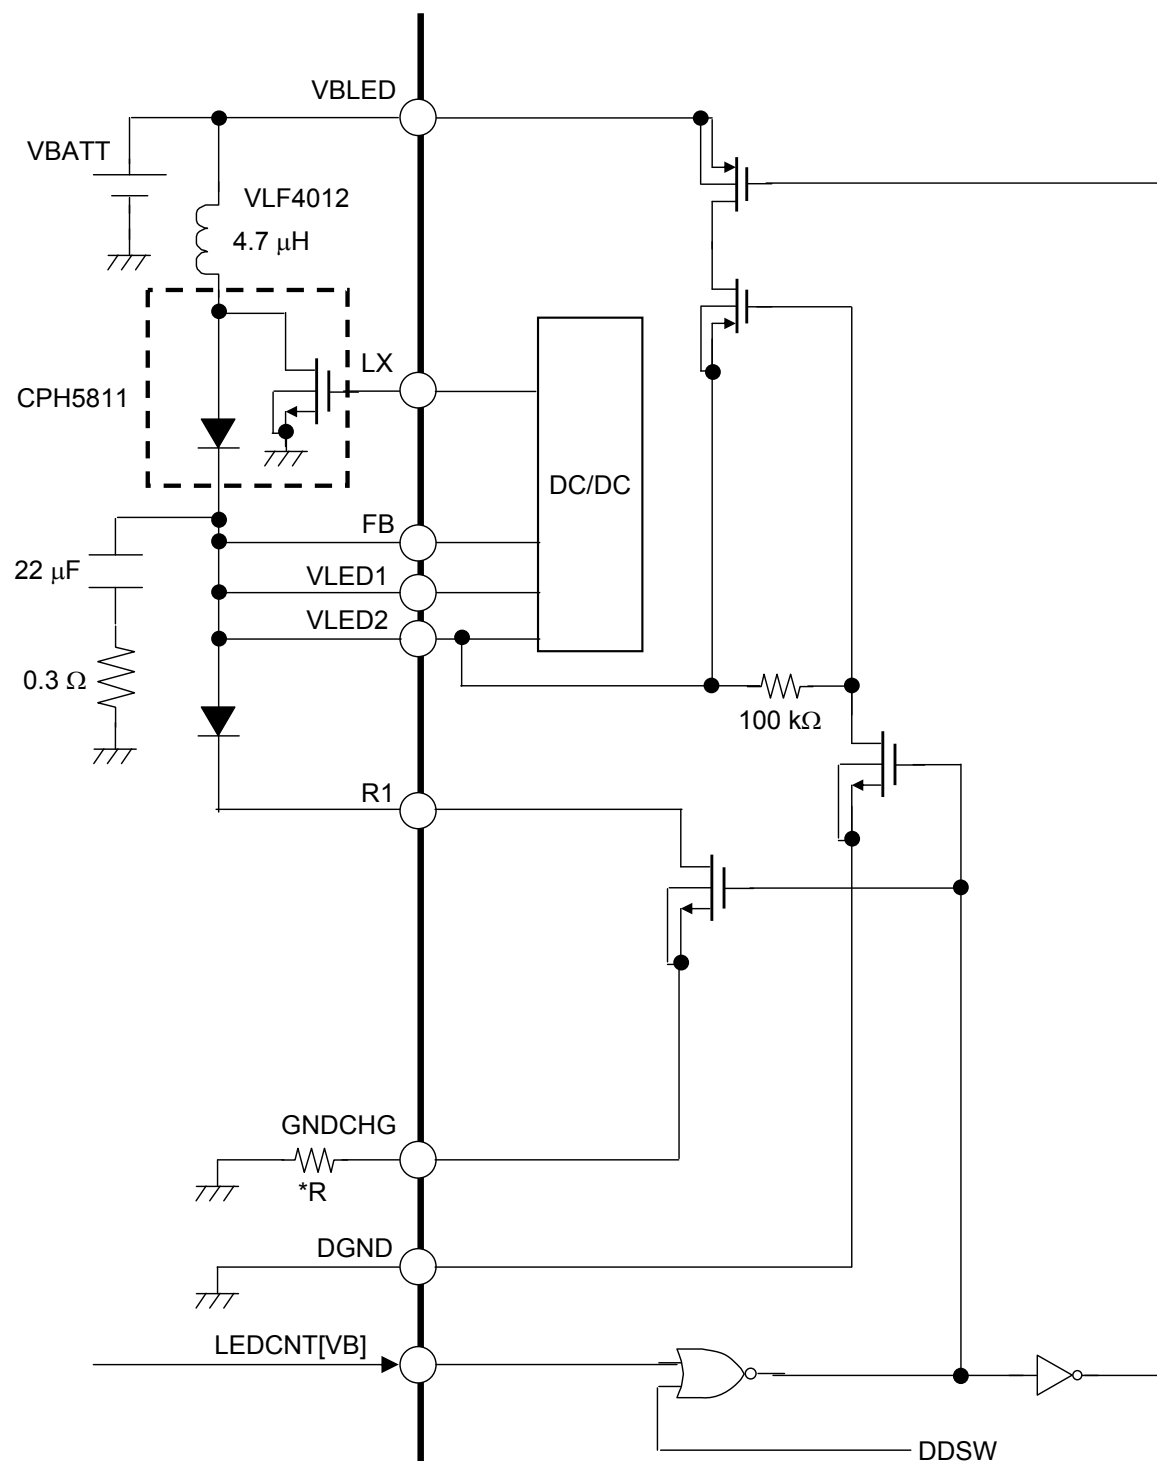 VBLED
VBATT
VLF4012
4.7 μH
LX
CPH5811
DC/DC
FB
22 μF
VLED1
VLED2
0.3 Ω
100 kΩ
R1
GNDCHG
*R
DGND
LEDCNT[VB]
DDSW